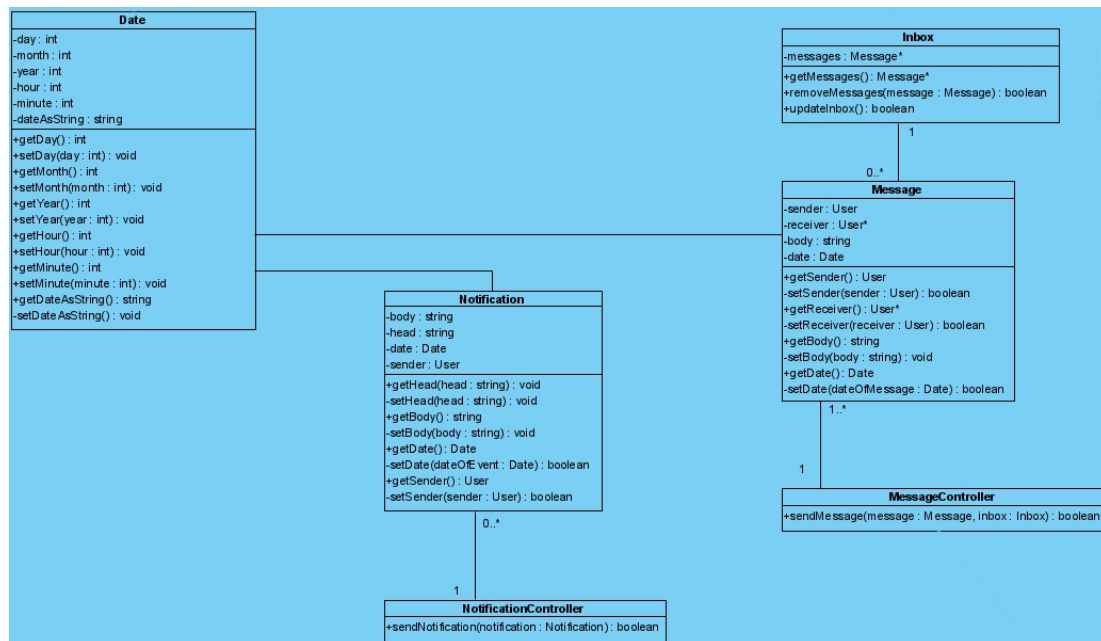 Date
-day : int
-month : int
-year : int
-hour : int
-minute : int
-dateAsString : string
+getDay() : int
+setDay(day : int) : void
+getMonth() : int
+setMonth(month : int) : void
+getYear() : int
+setYear(year : int) : void
+getHour() : int
+setHour(hour : int) : void
+getMinute() : int
+setMinute(minute : int) : void
+getDateAsString() : string
-setDateAsString() : void
Inbox
-messages : Message*
+getMessages() : Message*
+removeMessages(message : Message) : boolean
+updateInbox() : boolean
1
0..*
Message
-sender : User
-receiver : User*
-body : string
-date : Date
+getSender() : User
-setSender(sender : User) : boolean
+getReceiver() : User*
-setReceiver(receiver : User) : boolean
+getBody() : string
-setBody(body : string) : void
+getDate() : Date
-setDate(dateOfMessage : Date) : boolean
1..*
1
MessageController
+sendMessage(message : Message, inbox : Inbox) : boolean
Notification
-body : string
-head : string
-date : Date
-sender : User
+getHead(head : string) : void
-setHead(head : string) : void
+getBody() : string
-setBody(body : string) : void
+getDate() : Date
-setDate(dateOfEvent : Date) : boolean
+getSender() : User
-setSender(sender : User) : boolean
0..*
1
NotificationController
+sendNotification(notification : Notification) : boolean